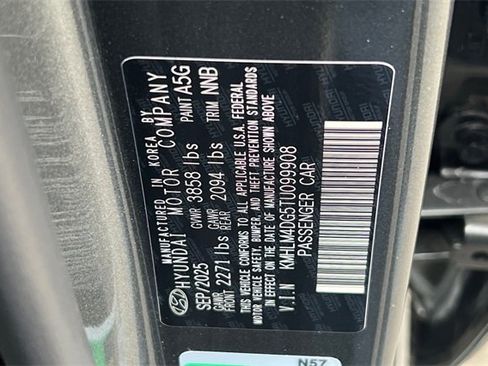 MANUFACTURED IN KOREA BY
HYUNDAI MOTOR COMPANY
SEP/2025 GVWR 3858 lbs PAINT A5G
GAWR FRONT 2271 lbs GAWR REAR 2094 lbs TRIM NNB
THIS VEHICLE CONFORMS TO ALL APPLICABLE U.S.A. FEDERAL
MOTOR VEHICLE SAFETY, BUMPER, AND THEFT PREVENTION STANDARDS
IN EFFECT ON THE DATE OF MANUFACTURE SHOWN ABOVE
V.I.N KMHLM4DG5TU099908
PASSENGER CAR
N57